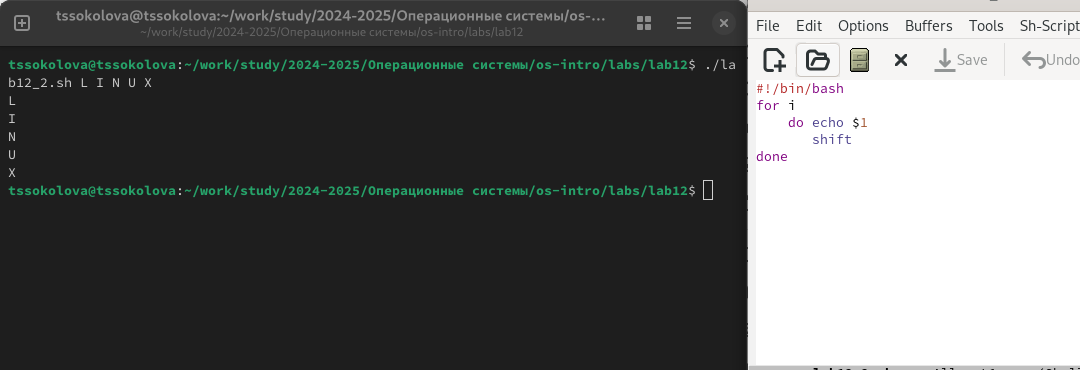 tssokolova@tssokolova:~/work/study/2024-2025/Операционные системы/os-...
~/work/study/2024-2025/Операционные системы/os-intro/labs/lab12
tssokolova@tssokolova:~/work/study/2024-2025/Операционные системы/os-intro/labs/lab12$ ./la
b12_2.sh L I N U X
L
I
N
U
X
tssokolova@tssokolova:~/work/study/2024-2025/Операционные системы/os-intro/labs/lab12$
File Edit Options Buffers Tools Sh-Script
Save Undo
#!/bin/bash
for i
do echo $1
shift
done